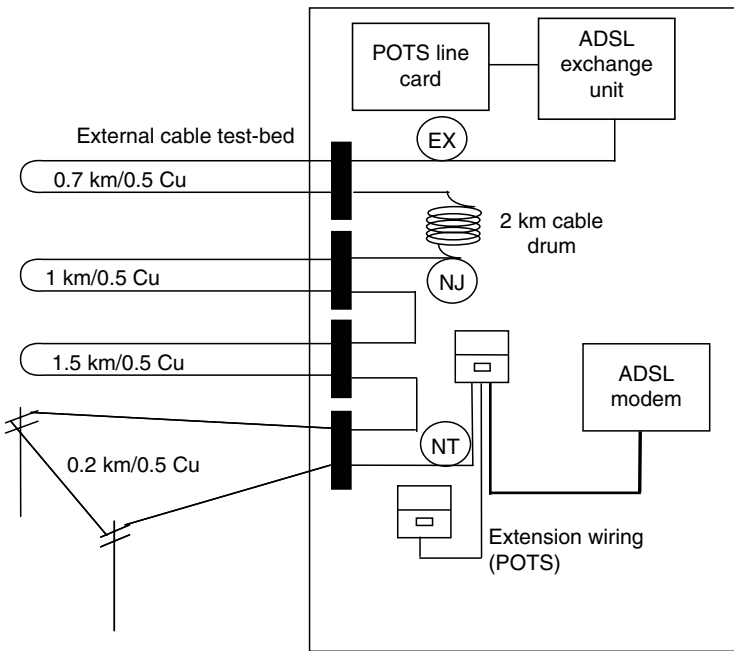 POTS line
card
ADSL
exchange
unit
External cable test-bed
EX
0.7 km/0.5 Cu
2 km cable
drum
1 km/0.5 Cu
NJ
1.5 km/0.5 Cu
ADSL
modem
0.2 km/0.5 Cu
NT
Extension wiring
(POTS)